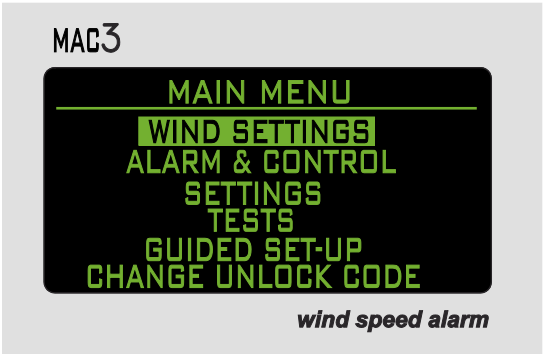 MAC3
MAIN MENU
WIND SETTINGS
ALARM & CONTROL
SETTINGS
TESTS
GUIDED SET-UP
CHANGE UNLOCK CODE
wind speed alarm